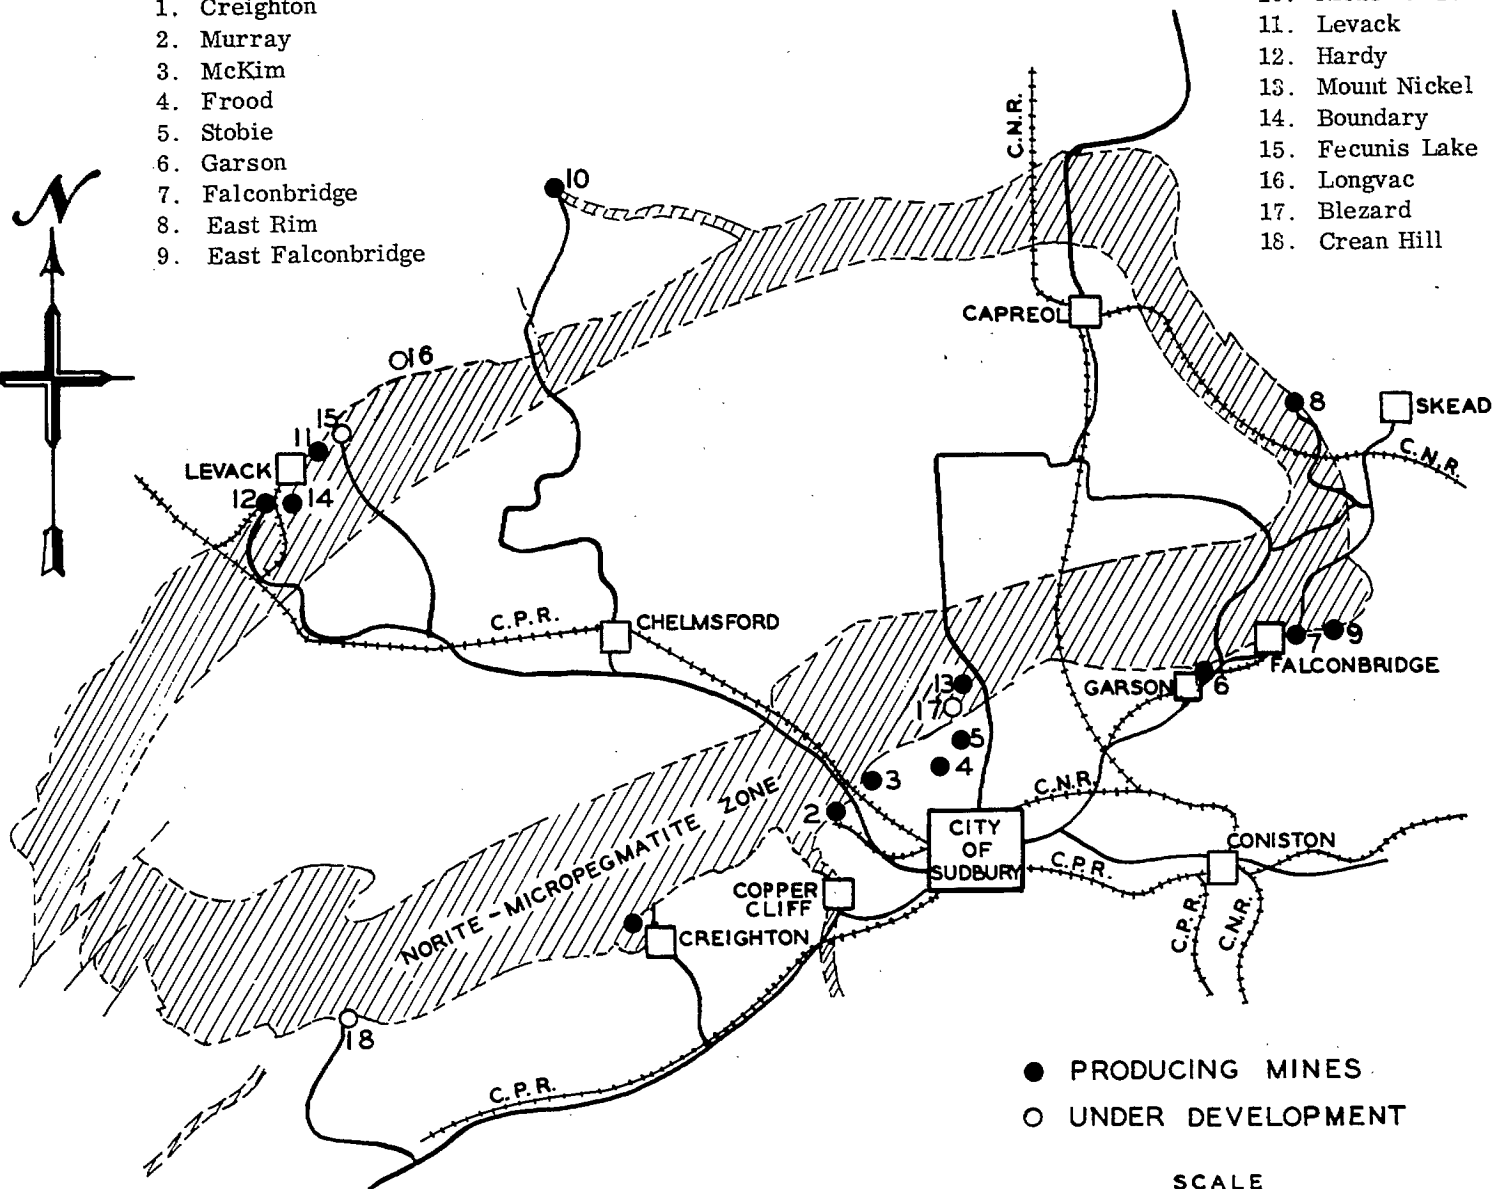 1. Creighton
2. Murray
3. McKim
4. Frood
5. Stobie
6. Garson
7. Falconbridge
8. East Rim
9. East Falconbridge
11. Levack
12. Hardy
13. Mount Nickel
14. Boundary
15. Fecunis Lake
16. Longvac
17. Blezard
18. Crean Hill
N
C.N.R.
10
CAPREOL
16
8
SKEAD
15
11
C.N.R.
LEVACK
12
14
C.P.R.
CHELMSFORD
7
9
FALCONBRIDGE
13
GARSON
6
17
5
4
3
C.N.R.
2
NORITE - MICROPEGMATITE ZONE
CITY
OF
SUDBURY
CONISTON
C.P.R.
COPPER
CLIFF
C.P.R.
C.N.R.
CREIGHTON
18
C.P.R.
PRODUCING MINES
UNDER DEVELOPMENT
SCALE